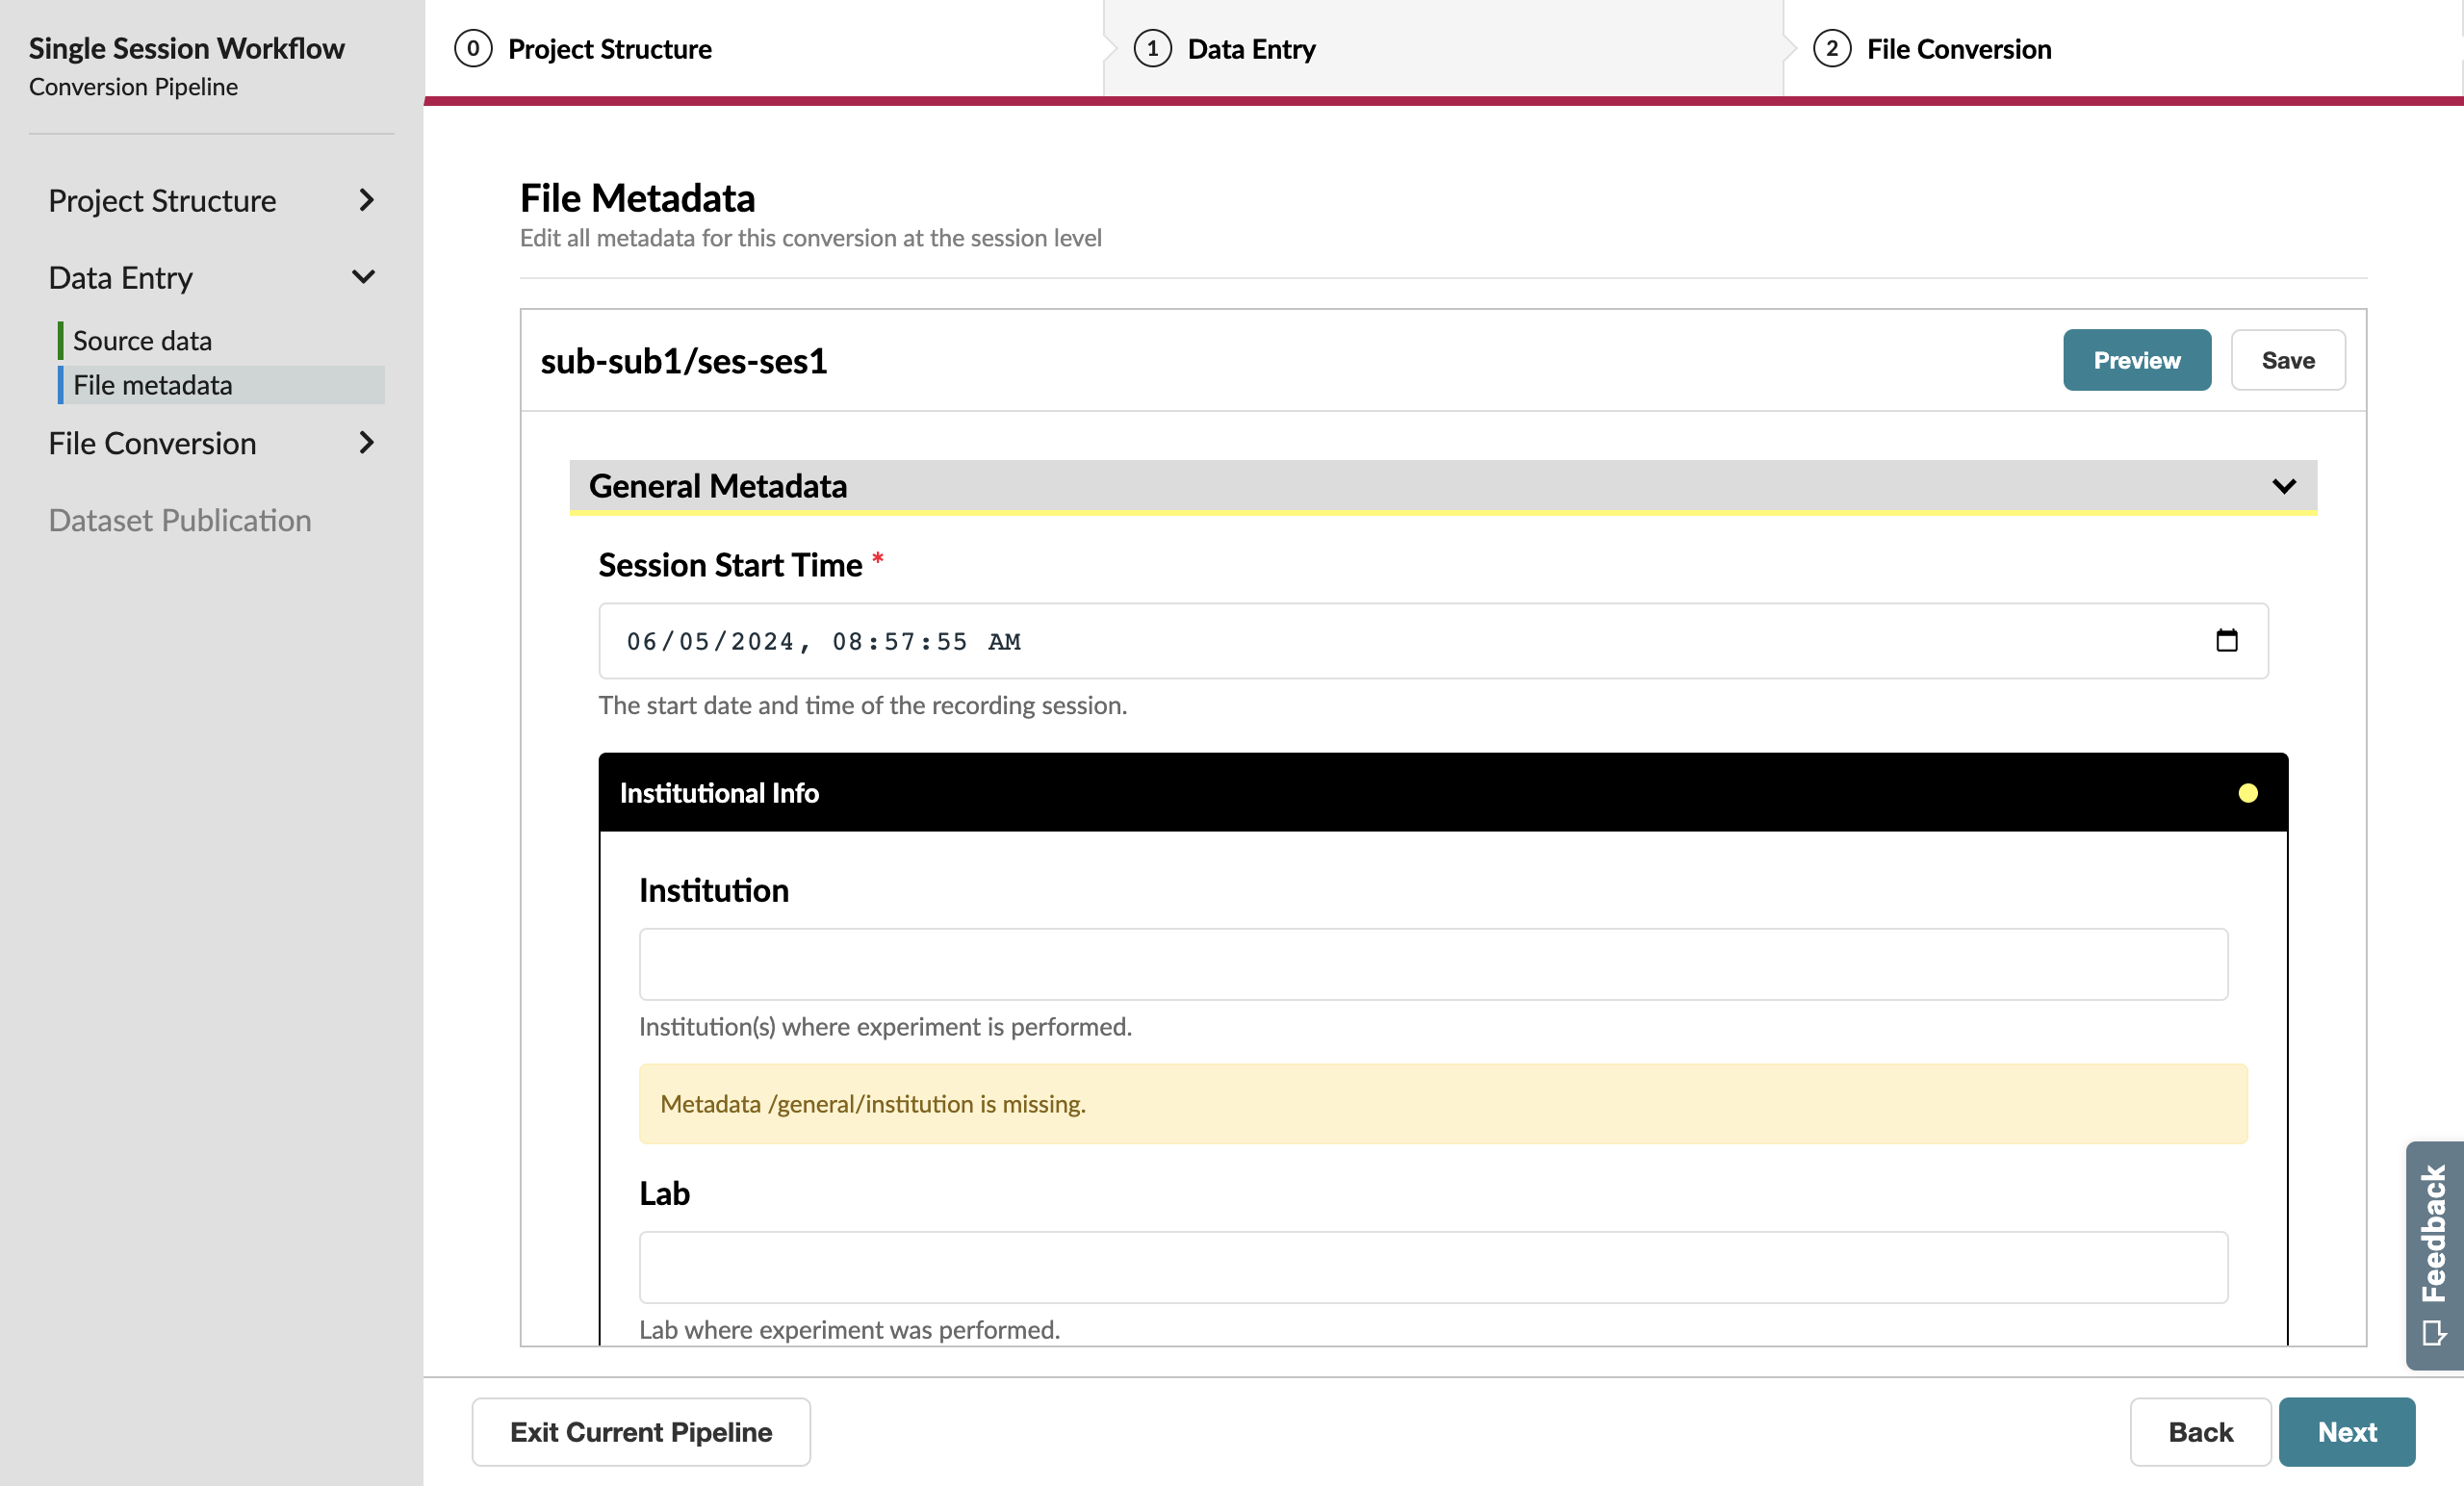 Single Session Workflow
Conversion Pipeline
Project Structure
Data Entry
Source data
File metadata
File Conversion
Dataset Publication
0 Project Structure
1 Data Entry
2 File Conversion
File Metadata
Edit all metadata for this conversion at the session level
sub-sub1/ses-ses1
Preview
Save
General Metadata
Session Start Time *
06/05/2024, 08:57:55 AM
The start date and time of the recording session.
Institutional Info
Institution
Institution(s) where experiment is performed.
Metadata /general/institution is missing.
Lab
Lab where experiment was performed.
Feedback
Exit Current Pipeline
Back
Next